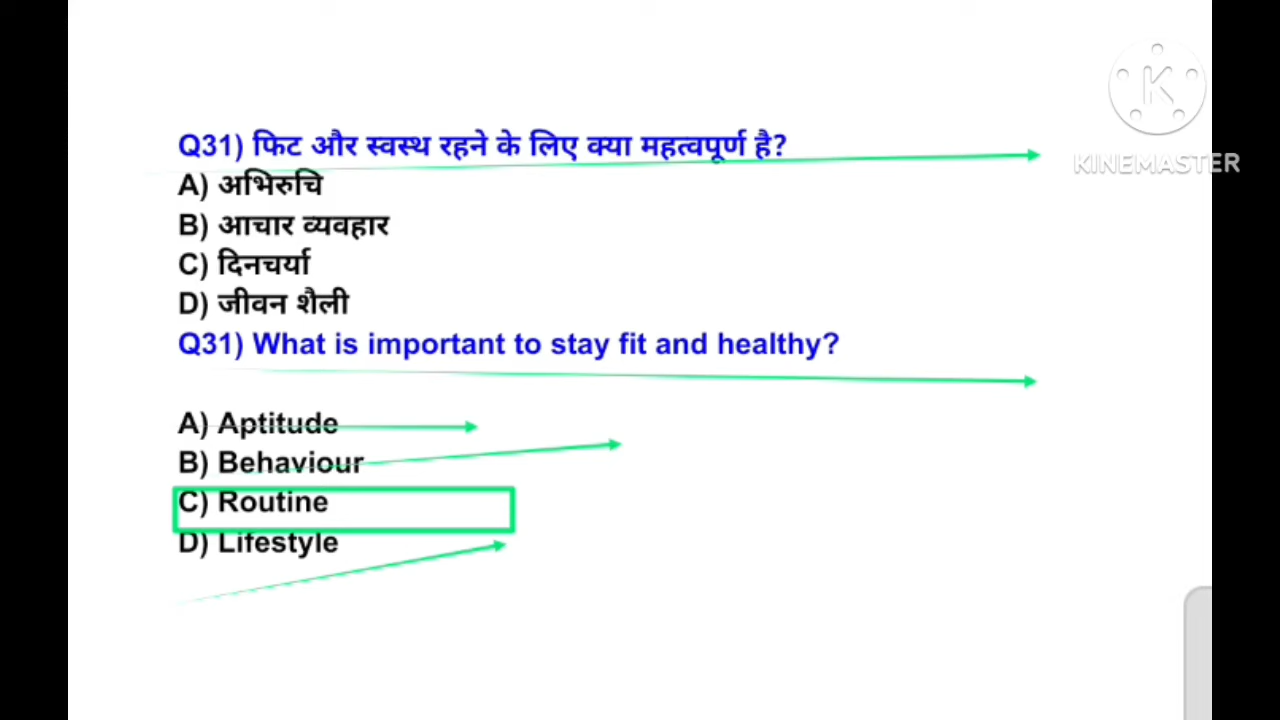 Q31) फिट और स्वस्थ रहने के लिए क्या महत्वपूर्ण है?
A) अभिरुचि
B) आचार व्यवहार
C) दिनचर्या
D) जीवन शैली
Q31) What is important to stay fit and healthy?
A) Aptitude
B) Behaviour
C) Routine
D) Lifestyle
K
KINEMASTER